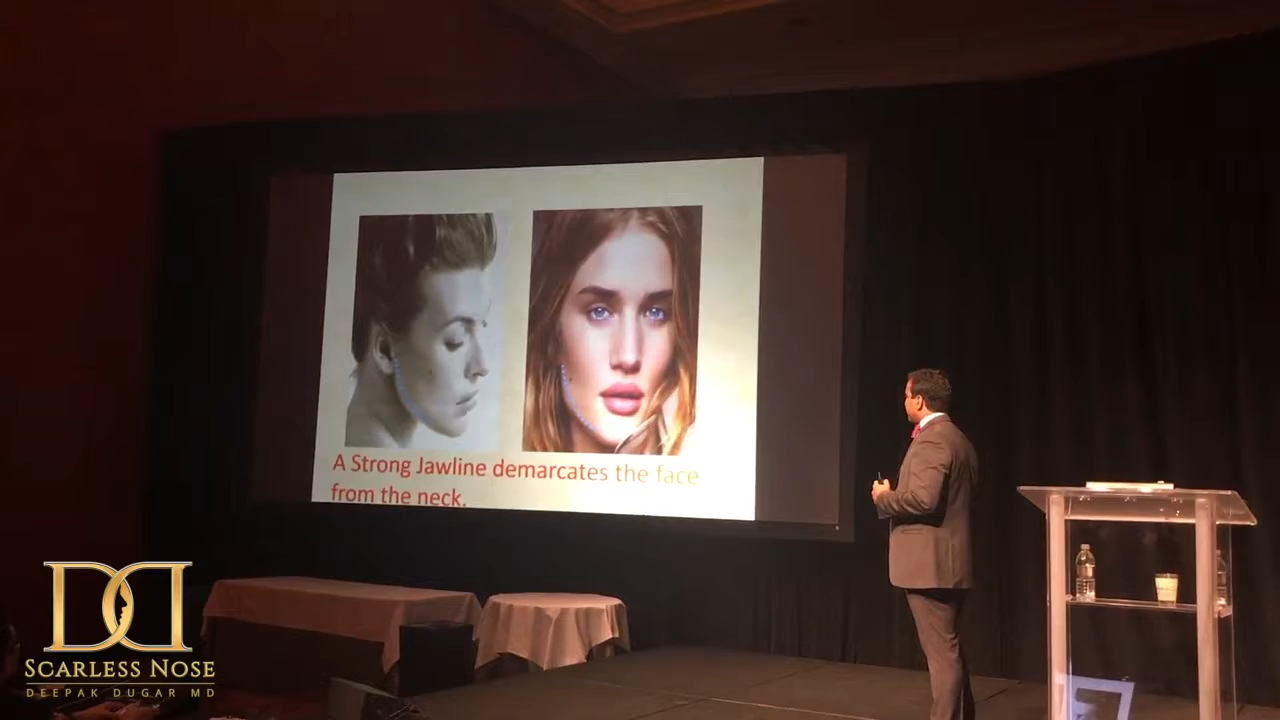 A Strong Jawline demarcates the face
from the neck.
DD
SCARLESS NOSE
DEEPAK DUGAR MD